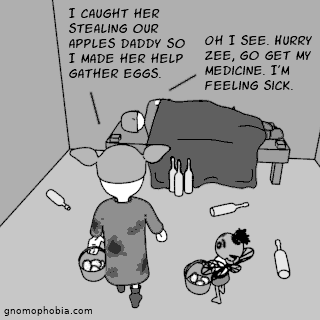 I CAUGHT HER
STEALING OUR
APPLES DADDY SO
I MADE HER HELP
GATHER EGGS.
OH I SEE. HURRY
ZEE, GO GET MY
MEDICINE. I'M
FEELING SICK.
gnomophobia.com